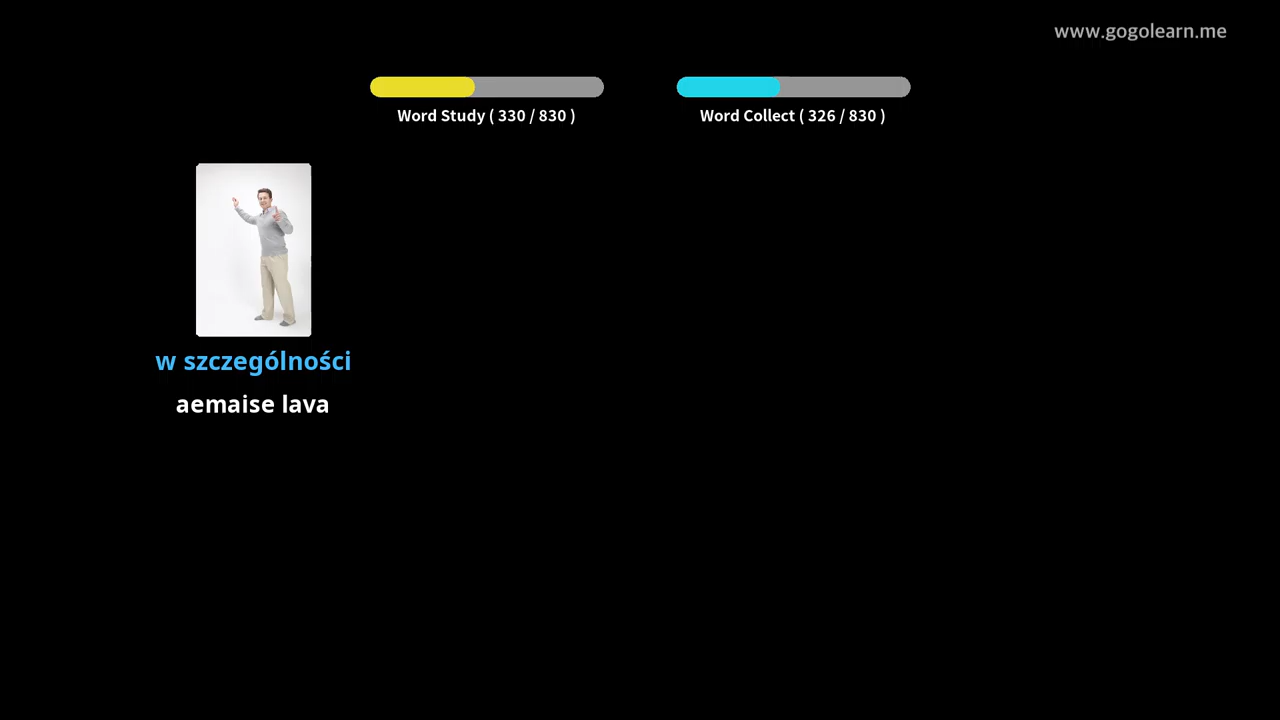 www.gogolearn.me
Word Study ( 330 / 830 )
Word Collect ( 326 / 830 )
w szczególności
aemaise lava